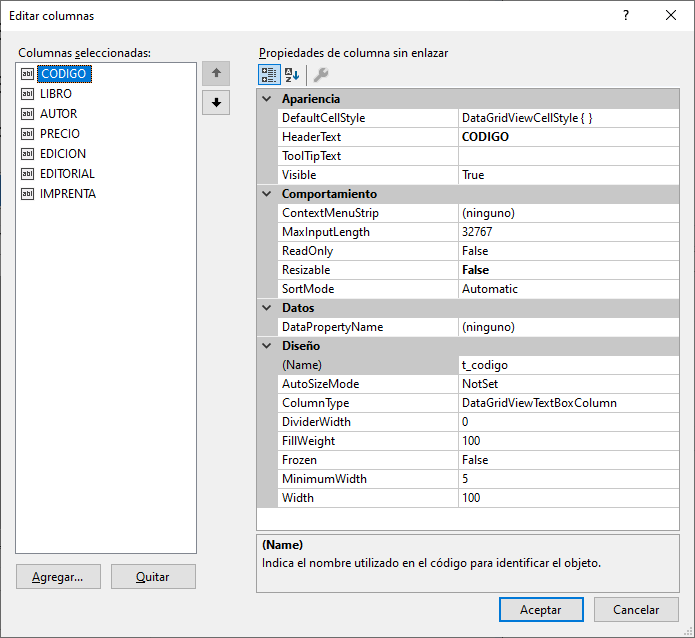 Editar columnas
?
Columnas seleccionadas:
CODIGO
LIBRO
AUTOR
PRECIO
EDICION
EDITORIAL
IMPRENTA
Agregar...
Quitar
Propiedades de columna sin enlazar
Apariencia
DefaultCellStyle DataGridViewCellStyle { }
HeaderText CODIGO
ToolTipText
Visible True
Comportamiento
ContextMenuStrip (ninguno)
MaxInputLength 32767
ReadOnly False
Resizable False
SortMode Automatic
Datos
DataPropertyName (ninguno)
Diseño
(Name) t_codigo
AutoSizeMode NotSet
ColumnType DataGridViewTextBoxColumn
DividerWidth 0
FillWeight 100
Frozen False
MinimumWidth 5
Width 100
(Name)
Indica el nombre utilizado en el código para identificar el objeto.
Aceptar
Cancelar